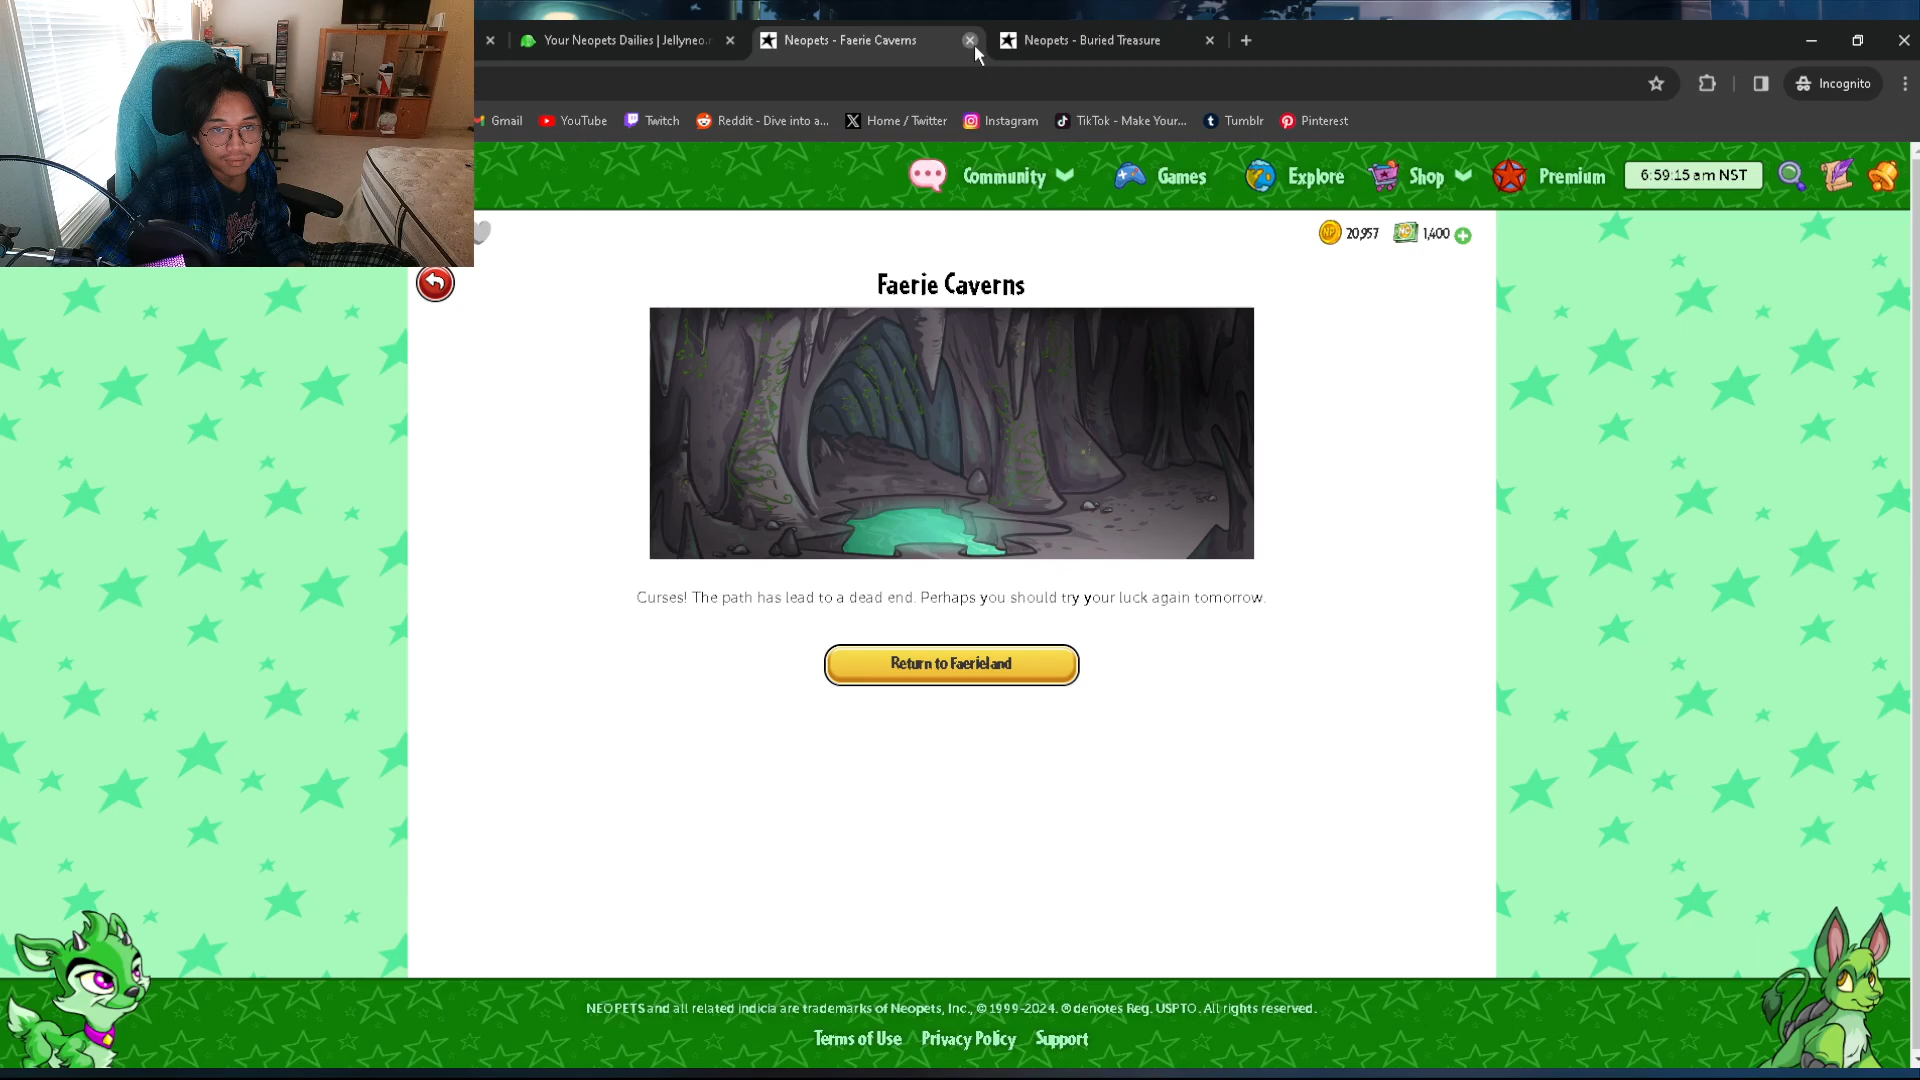 Your Neopets Dailies | Jellyneo.
Neopets - Faerie Caverns
Neopets - Buried Treasure
Incognito
Gmail
YouTube
Twitch
Reddit - Dive into a...
Home / Twitter
Instagram
TikTok - Make Your...
Tumblr
Pinterest
Community
Games
Explore
Shop
Premium
6:59:15 am NST
NP
20,957
NC
1,400
Faerie Caverns
Curses! The path has lead to a dead end. Perhaps you should try your luck again tomorrow.
Return to Faerieland
NEOPETS and all related indicia are trademarks of Neopets, Inc., © 1999-2024. ® denotes Reg. USPTO. All rights reserved.
Terms of Use
Privacy Policy
Support